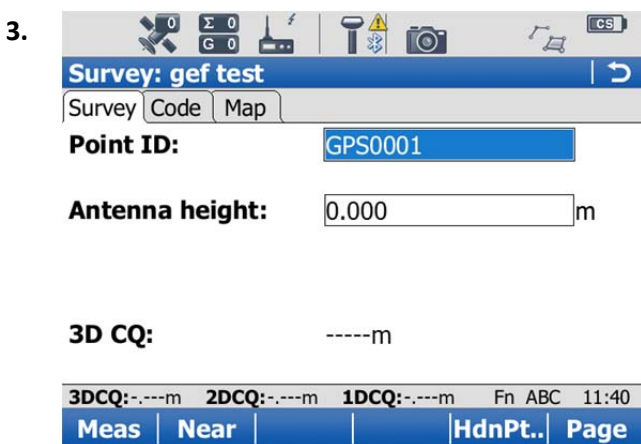 3.
0 Σ 0 G 0 CS
Survey: gef test
Survey Code Map
Point ID: GPS0001
Antenna height: 0.000 m
3D CQ: -----m
3DCQ:-.---m 2DCQ:-.---m 1DCQ:-.---m Fn ABC 11:40
Meas Near HdnPt.. Page